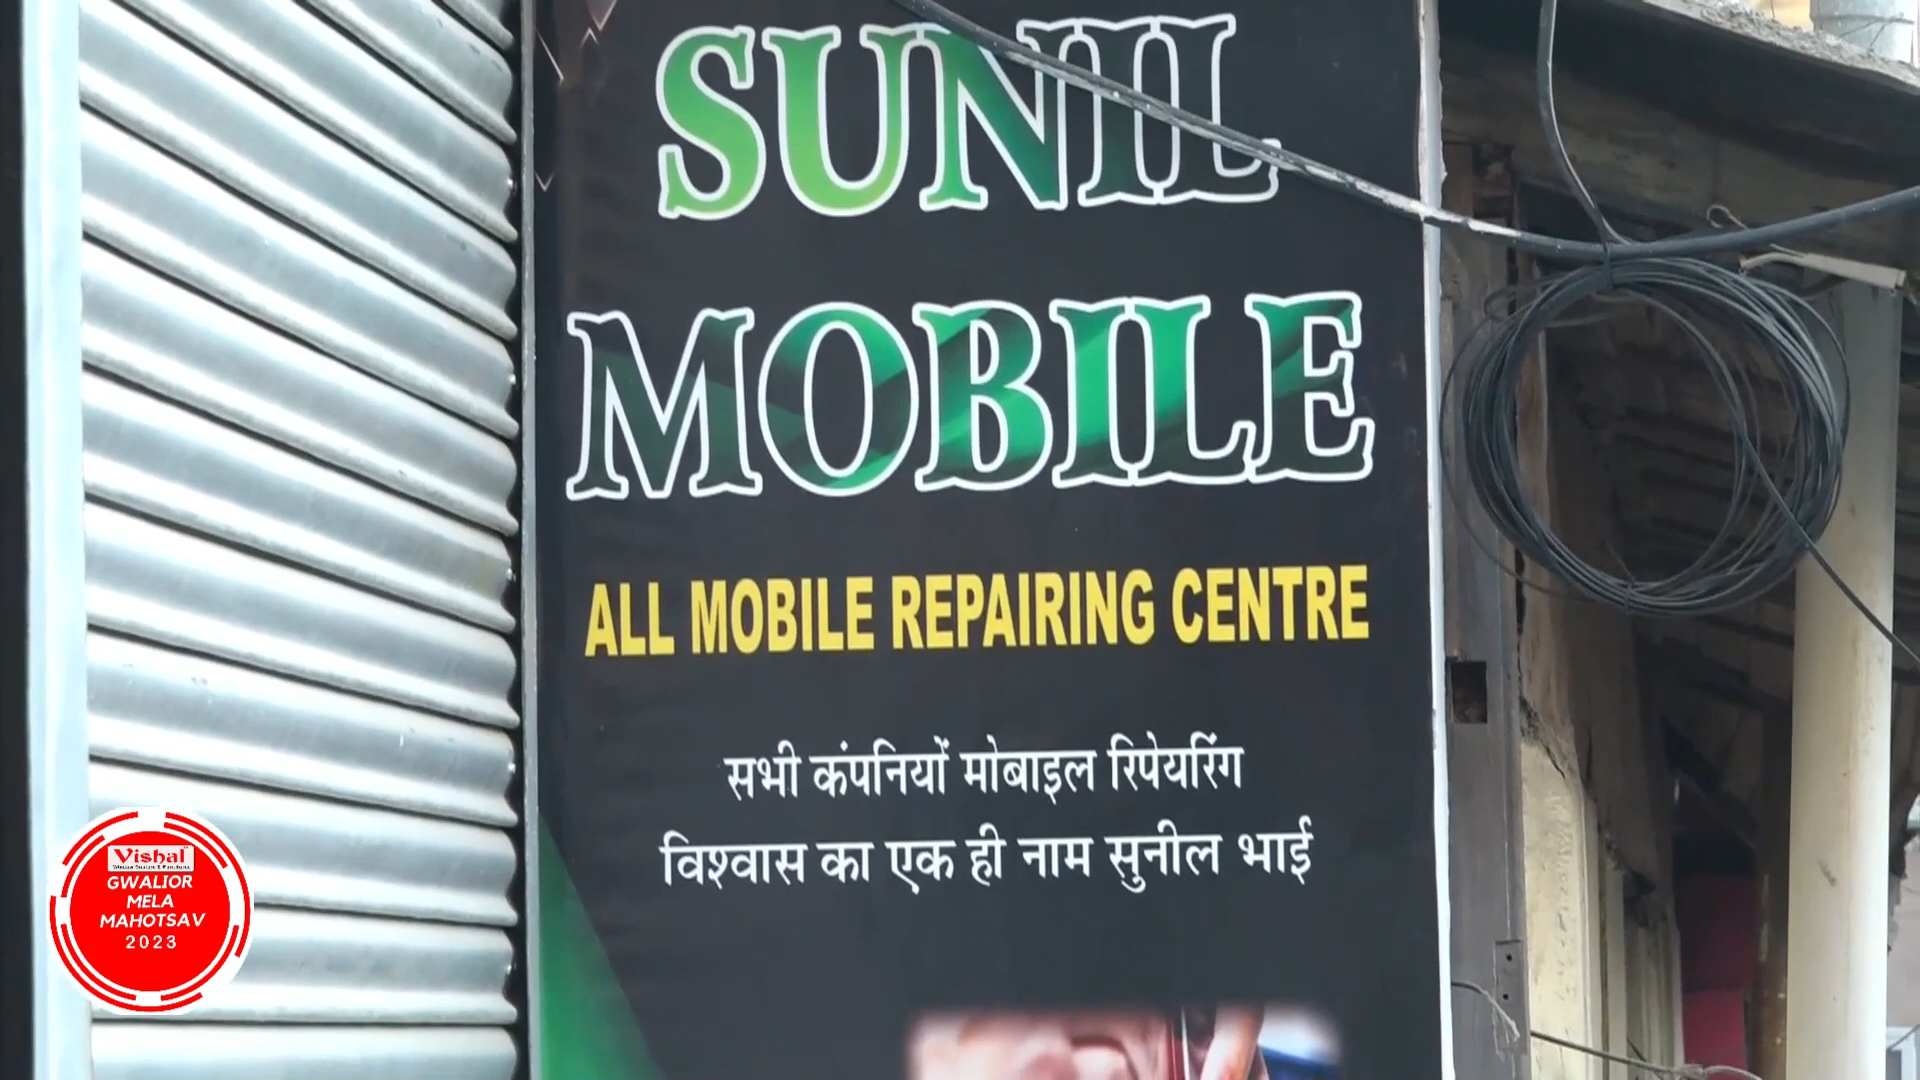 SUNIL
MOBILE
ALL MOBILE REPAIRING CENTRE
सभी कंपनियों मोबाइल रिपेयरिंग
विश्वास का एक ही नाम सुनील भाई
Vishal
GWALIOR
MELA
MAHOTSAV
2023